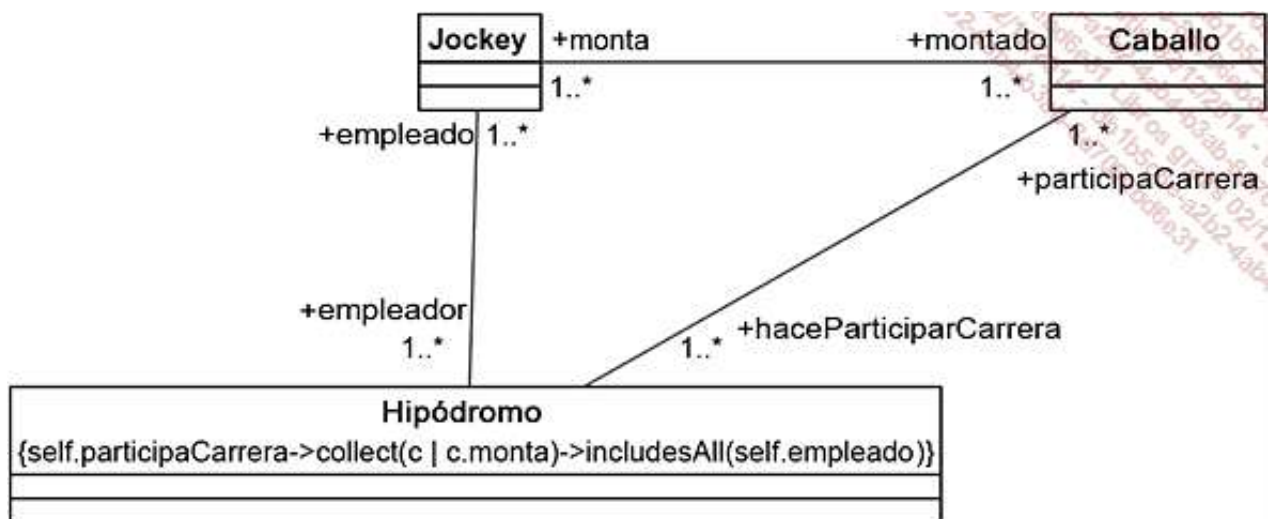 Jockey +monta +montado Caballo
1..* 1..*
+empleado 1..* 1..*
+participaCarrera
+empleador +haceParticiparCarrera
1..* 1..*
Hipódromo
{self.participaCarrera->collect(c | c.monta)->includesAll(self.empleado)}